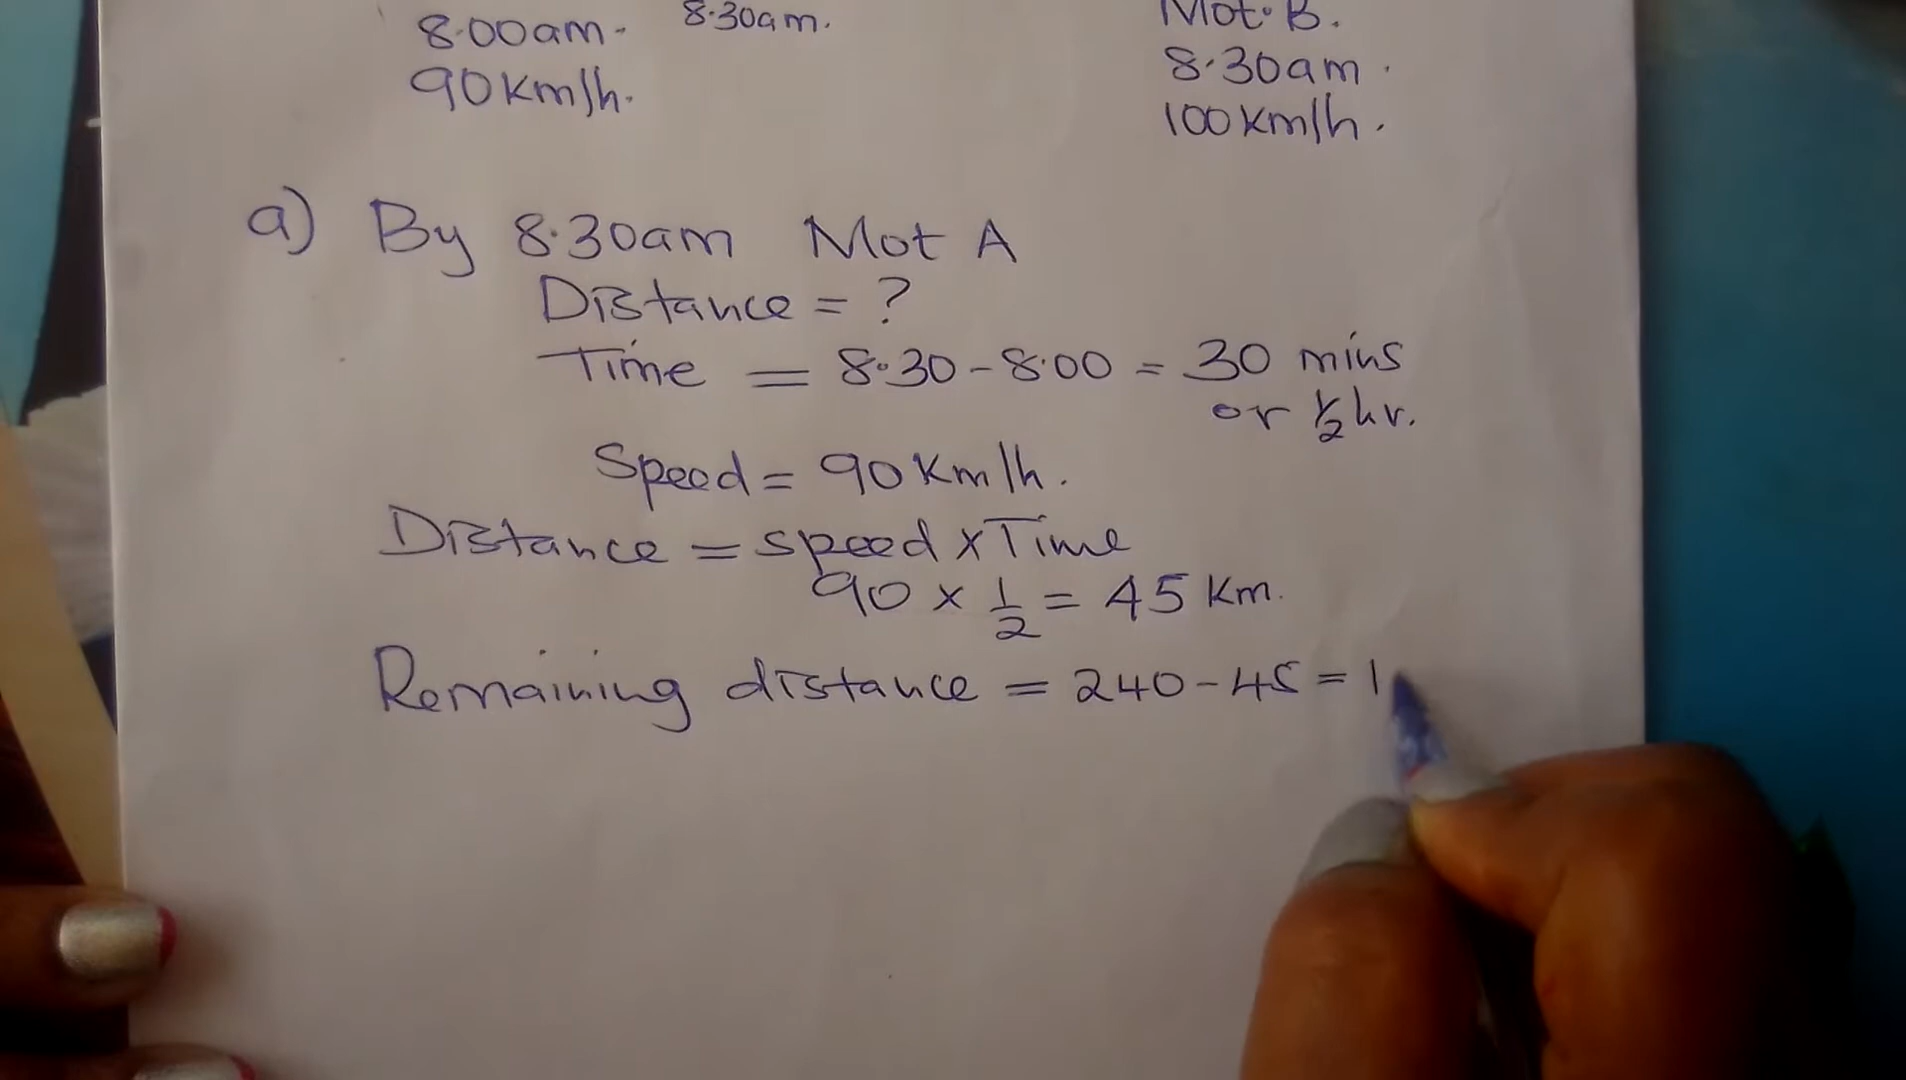 8.00am. 8.30am. Mot. B.
90km/h. 8.30am.
100km/h.
a) By 8.30am Mot A
Distance = ?
Time = 8.30 - 8.00 = 30 mins
or 1/2 hr.
Speed = 90km/h.
Distance = speed x Time
90 x 1/2 = 45 km.
Remaining distance = 240 - 45 = 1